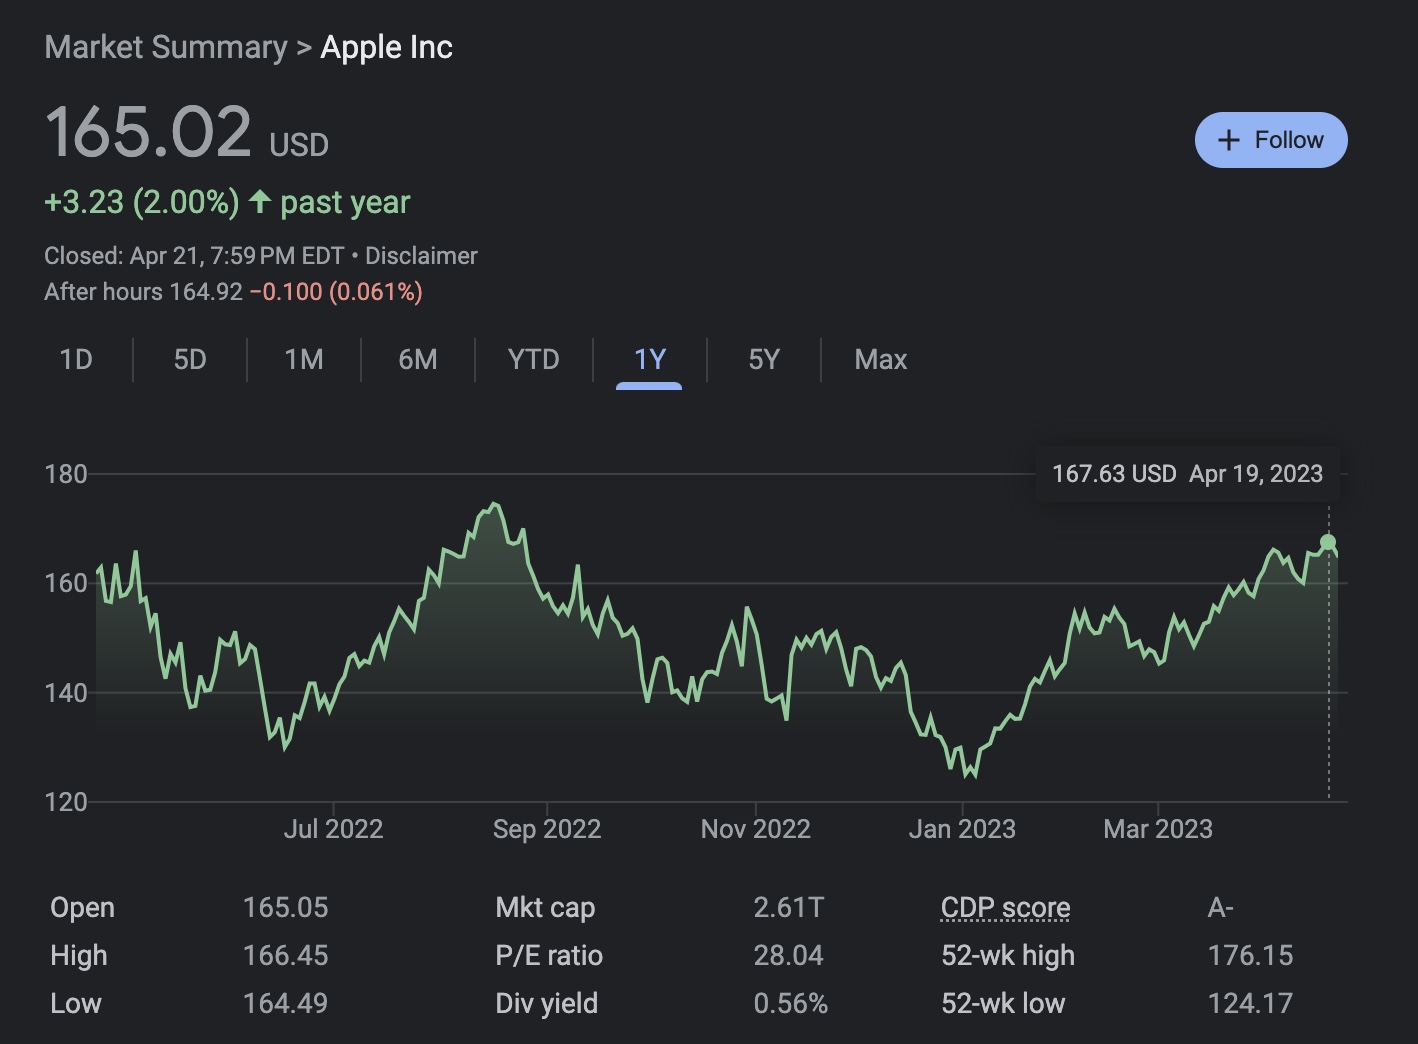 Market Summary > Apple Inc
165.02 USD
+ Follow
+3.23 (2.00%) ↑ past year
Closed: Apr 21, 7:59 PM EDT • Disclaimer
After hours 164.92 −0.100 (0.061%)
1D 5D 1M 6M YTD 1Y 5Y Max
180
167.63 USD Apr 19, 2023
160
140
120
Jul 2022 Sep 2022 Nov 2022 Jan 2023 Mar 2023
Open 165.05 Mkt cap 2.61T CDP score A-
High 166.45 P/E ratio 28.04 52-wk high 176.15
Low 164.49 Div yield 0.56% 52-wk low 124.17